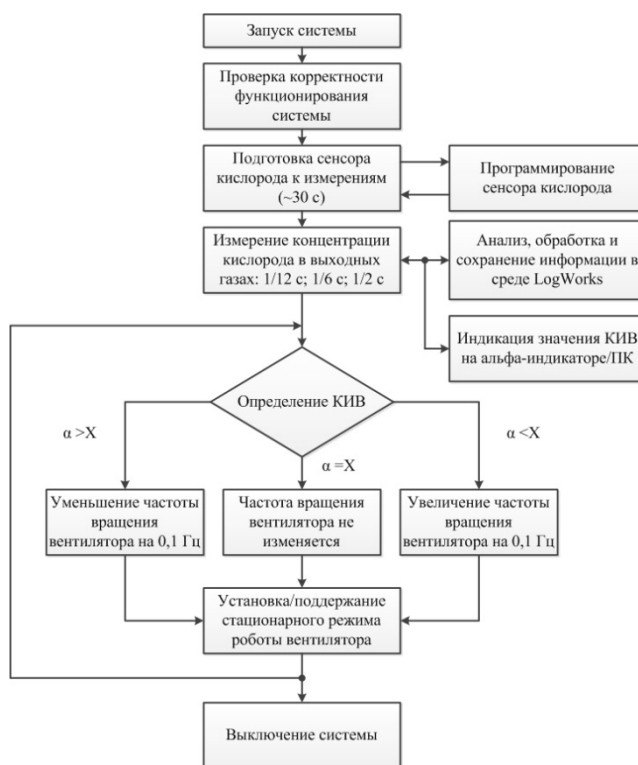 Запуск системы
Проверка корректности
функционирования
системы
Подготовка сенсора
кислорода к измерениям
(~30 с)
Программирование
сенсора кислорода
Измерение концентрации
кислорода в выходных
газах: 1/12 с; 1/6 с; 1/2 с
Анализ, обработка и
сохранение информации в
среде LogWorks
Индикация значения КИВ
на альфа-индикаторе/ПК
Определение КИВ
α >X
α =X
α <X
Уменьшение частоты
вращения
вентилятора на 0,1 Гц
Частота вращения
вентилятора не
изменяется
Увеличение частоты
вращения
вентилятора на 0,1 Гц
Установка/поддержание
стационарного режима
роботы вентилятора
Выключение системы